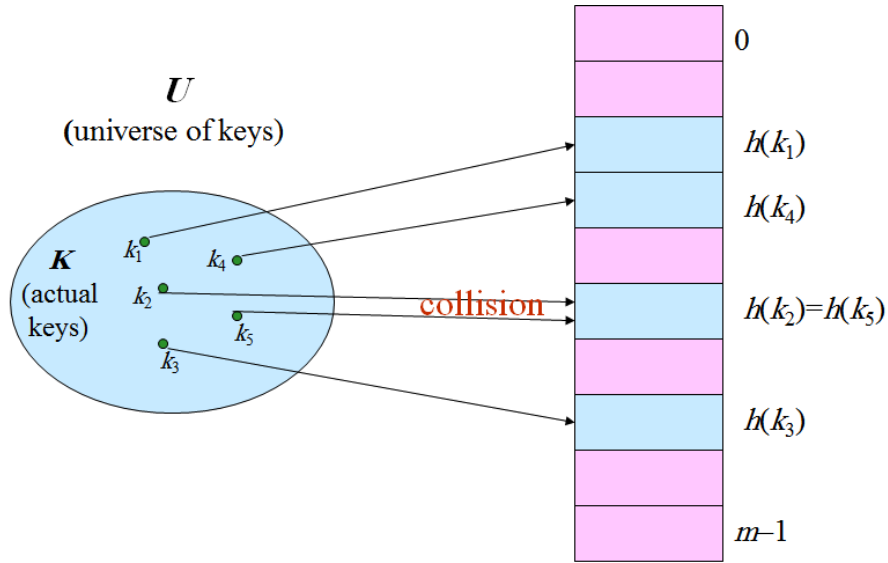 U
(universe of keys)
K
(actual
keys)
k₁
k₄
k₂
k₅
k₃
collision
0
h(k₁)
h(k₄)
h(k₂)=h(k₅)
h(k₃)
m–1